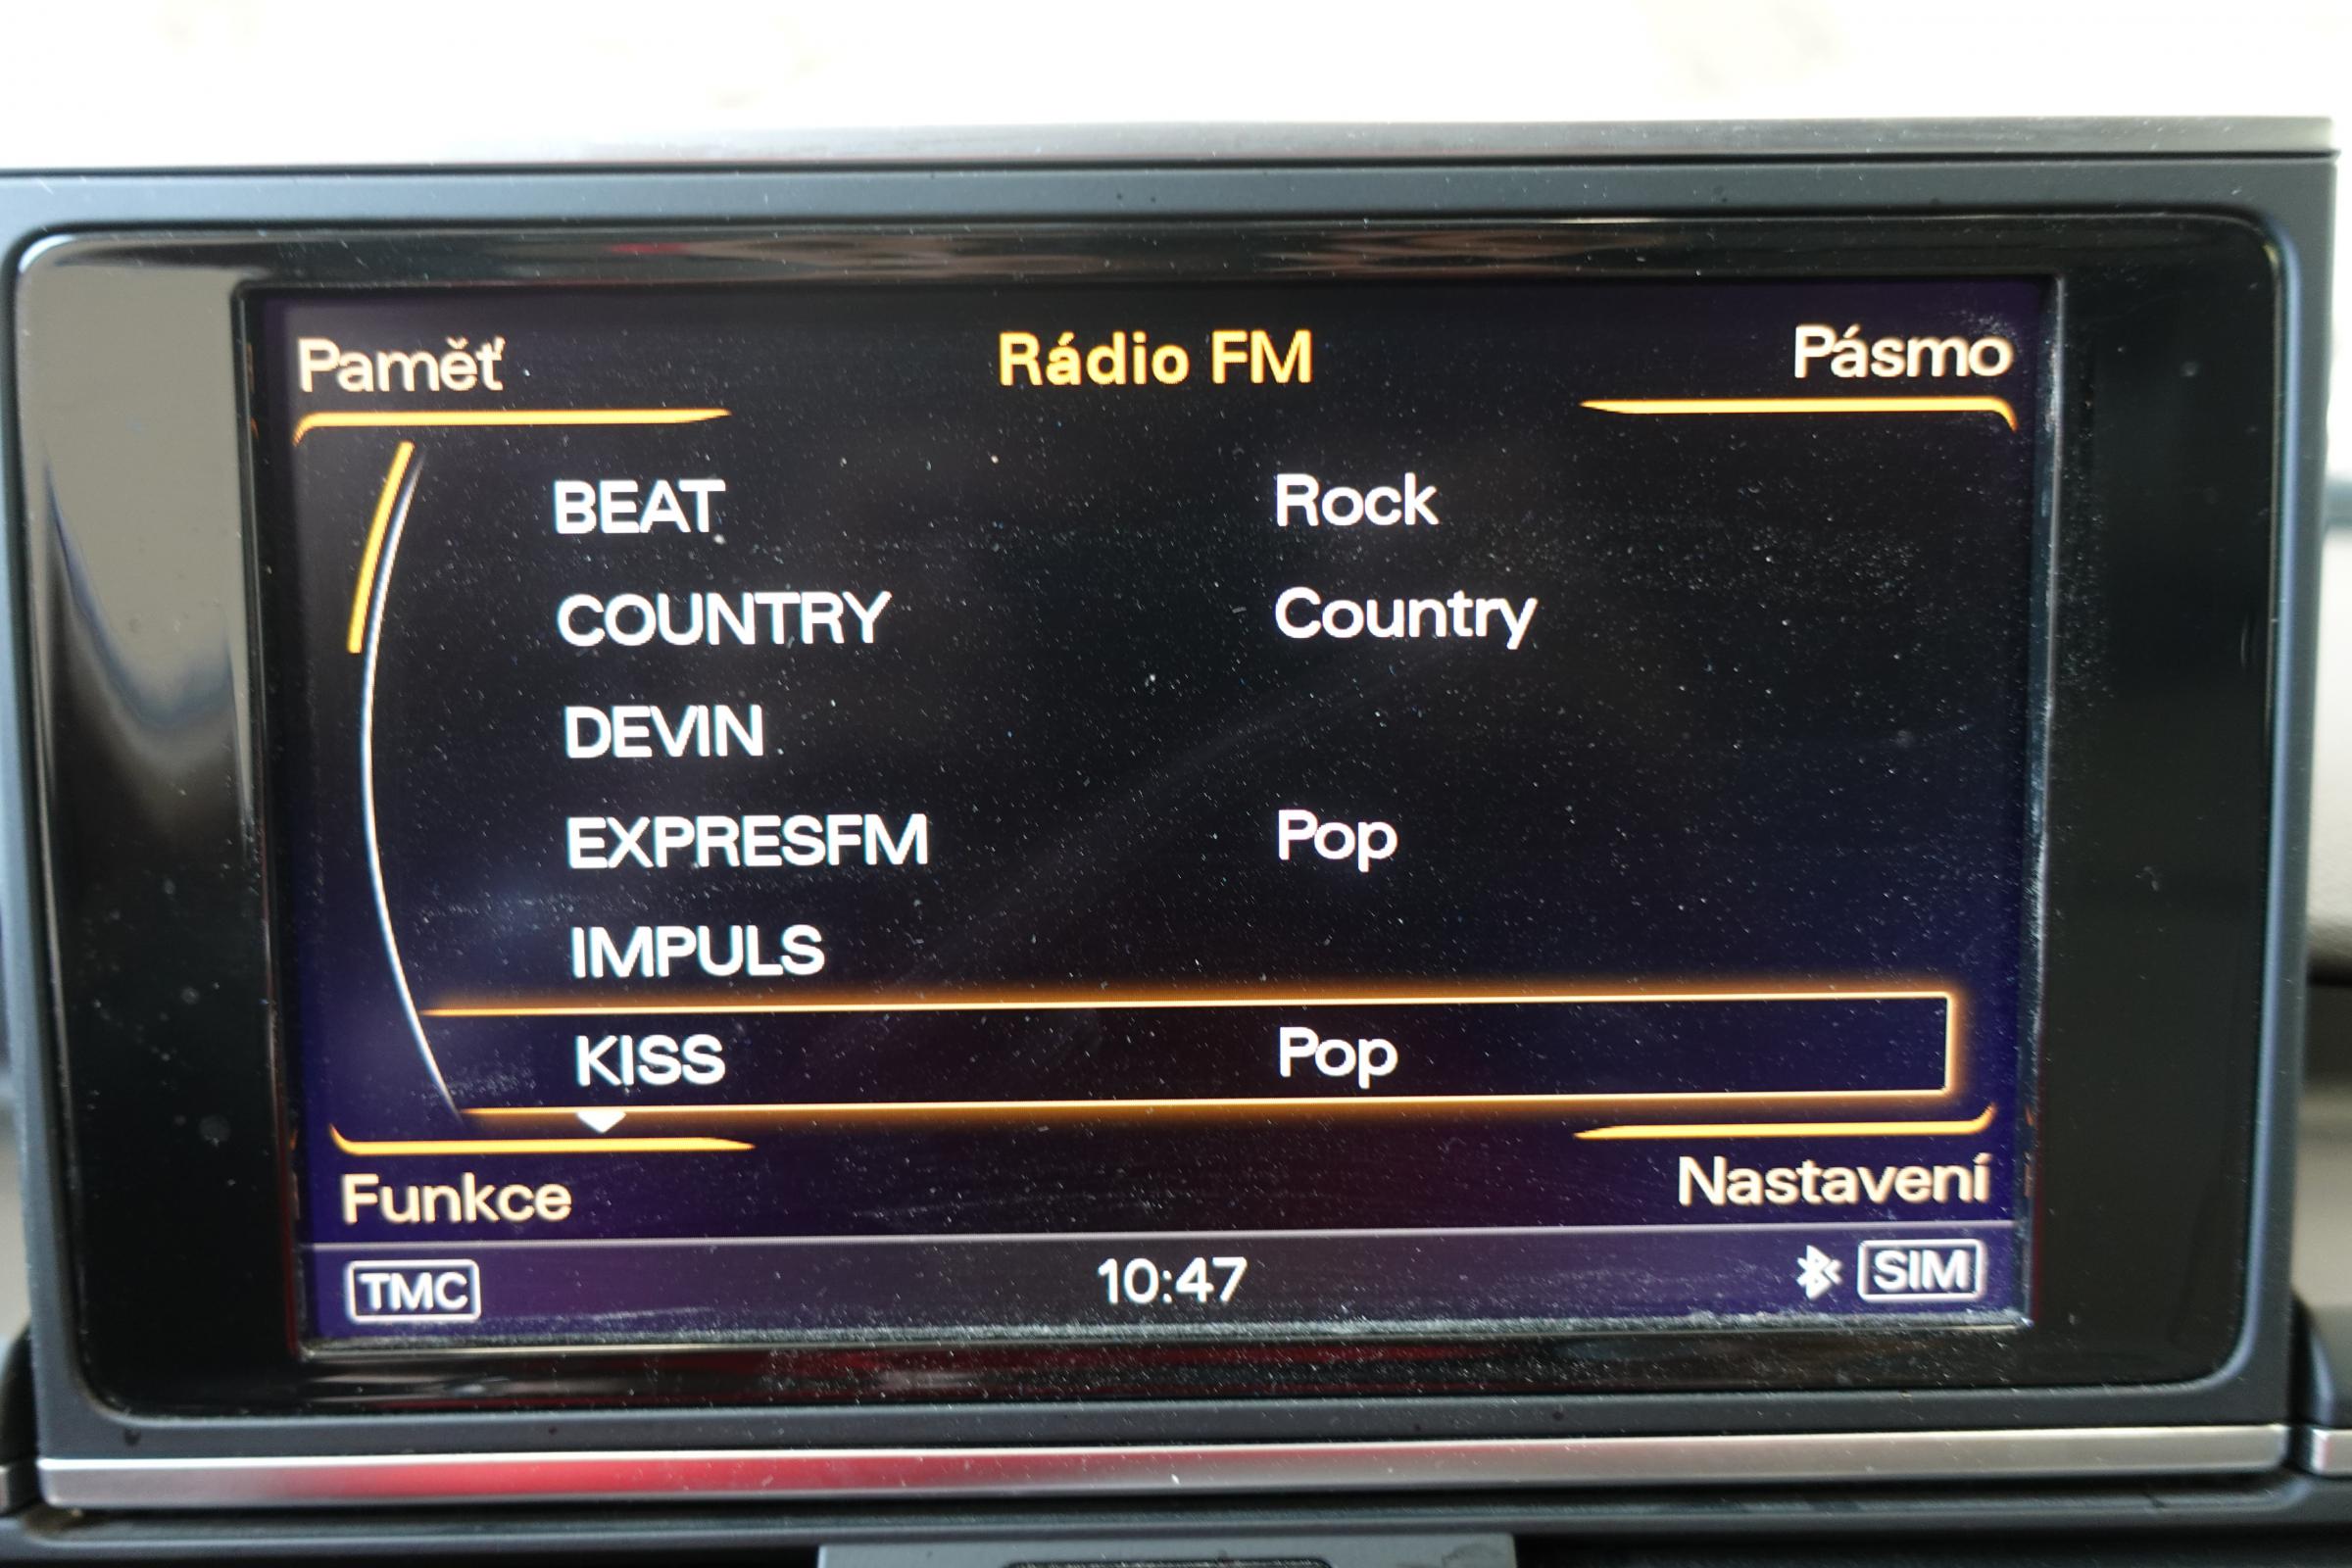 Paměť Rádio FM Pásmo
BEAT Rock
COUNTRY Country
DEVIN
EXPRESFM Pop
IMPULS
KISS Pop
Funkce Nastavení
TMC 10:47 SIM